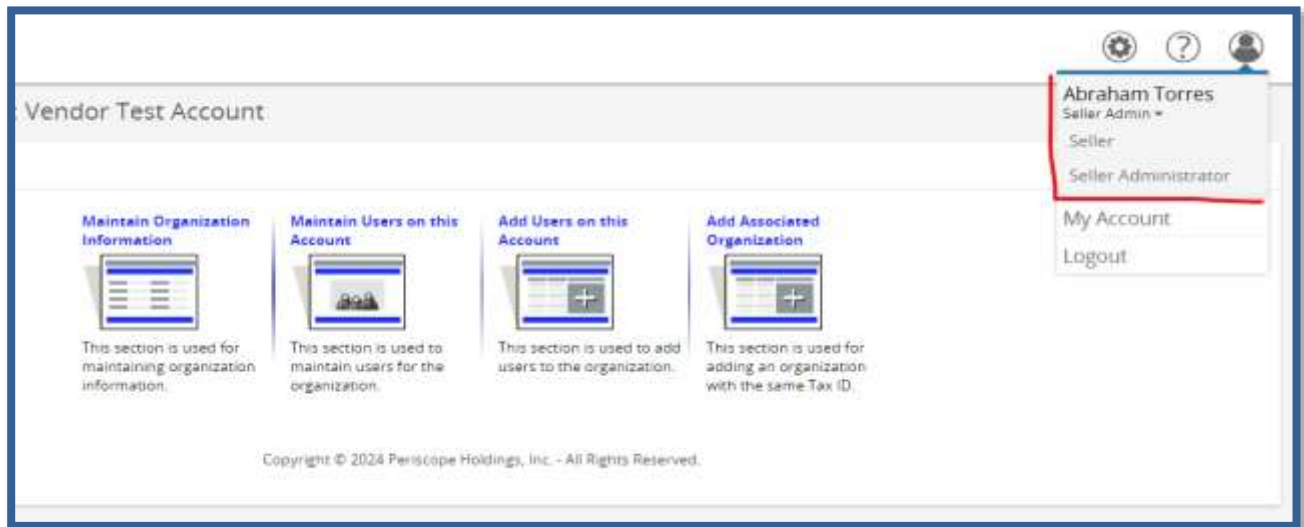 ?
: Vendor Test Account
Abraham Torres
Seller Admin
Seller
Seller Administrator
My Account
Logout
Maintain Organization
Information
Maintain Users on this
Account
Add Users on this
Account
Add Associated
Organization
This section is used for
maintaining organization
information.
This section is used to
maintain users for the
organization.
This section is used to add
users to the organization.
This section is used for
adding an organization
with the same Tax ID.
Copyright © 2024 Periscope Holdings, Inc. - All Rights Reserved.